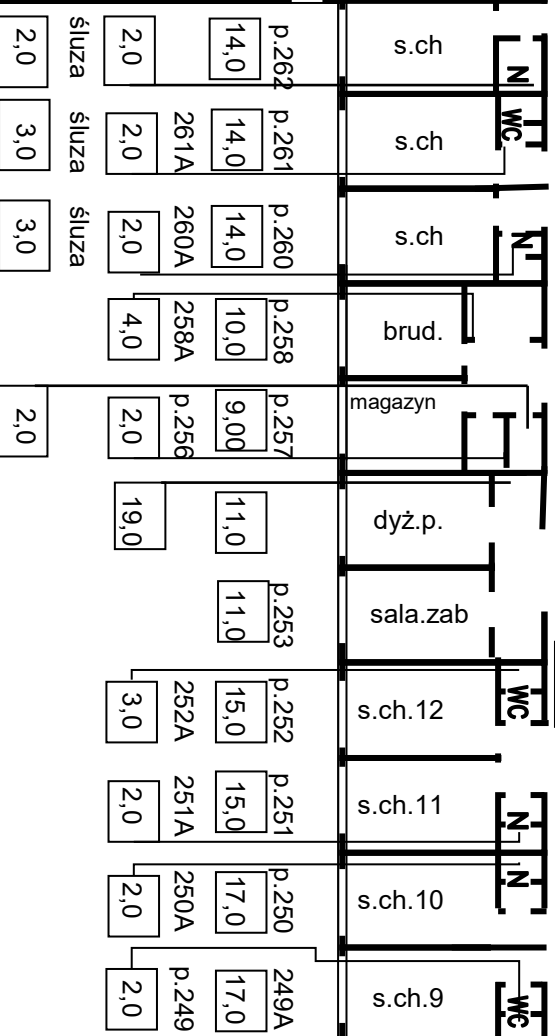 śluza
2,0
2,0
14,0
p.262
s.ch
N
śluza
3,0
2,0
261A
14,0
p.261
s.ch
WC
śluza
3,0
2,0
260A
14,0
p.260
s.ch
N
4,0
258A
10,0
p.258
brud.
2,0
2,0
p.256
9,00
p.257
magazyn
19,0
11,0
dyż.p.
11,0
p.253
sala.zab
3,0
252A
15,0
p.252
s.ch.12
WC
2,0
251A
15,0
p.251
s.ch.11
N
2,0
250A
17,0
p.250
s.ch.10
N
2,0
p.249
17,0
249A
s.ch.9
WC